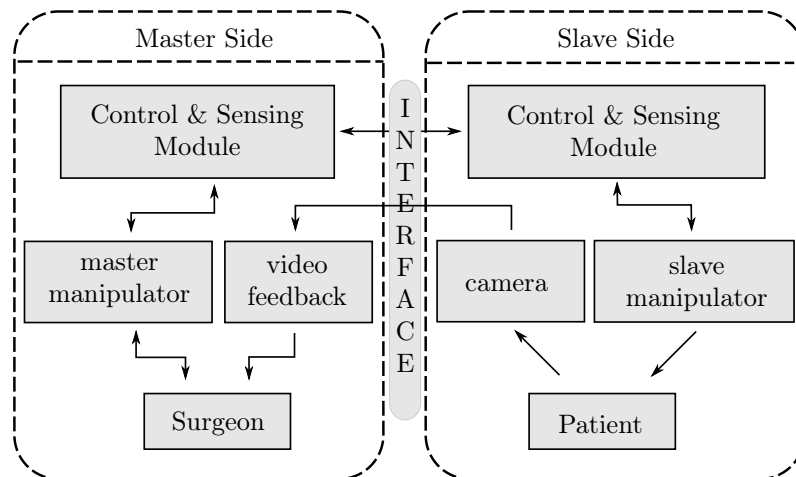 Master Side
Slave Side
Control & Sensing
Module
INTERFACE
Control & Sensing
Module
master
manipulator
video
feedback
camera
slave
manipulator
Surgeon
Patient